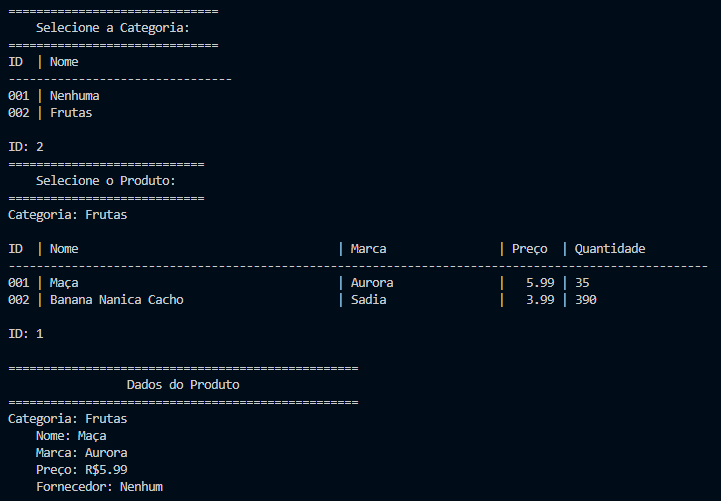 ==============================
    Selecione a Categoria:
==============================
ID  | Nome
--------------------------------
001 | Nenhuma
002 | Frutas
ID: 2
============================
    Selecione o Produto:
============================
Categoria: Frutas
ID  | Nome                                     | Marca                | Preço  | Quantidade
----------------------------------------------------------------------------------------------------
001 | Maça                                     | Aurora               |   5.99 | 35
002 | Banana Nanica Cacho                      | Sadia                |   3.99 | 390
ID: 1
==================================================
                 Dados do Produto
==================================================
Categoria: Frutas
    Nome: Maça
    Marca: Aurora
    Preço: R$5.99
    Fornecedor: Nenhum